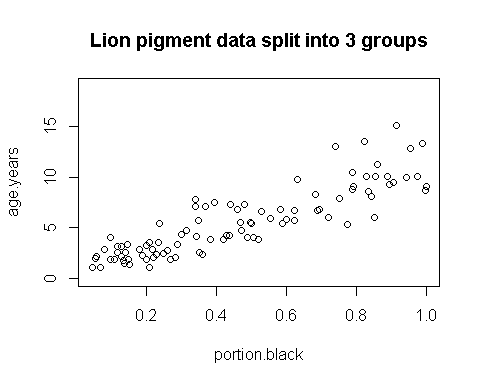 Lion pigment data split into 3 groups
age.years
15
10
5
0
0.2 0.4 0.6 0.8 1.0
portion.black